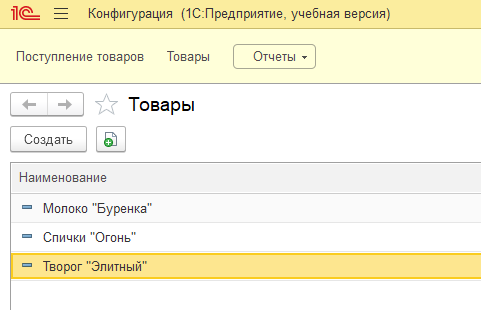 1С Конфигурация (1С:Предприятие, учебная версия)
Поступление товаров Товары Отчеты
Товары
Создать
Наименование
Молоко "Буренка"
Спички "Огонь"
Творог "Элитный"